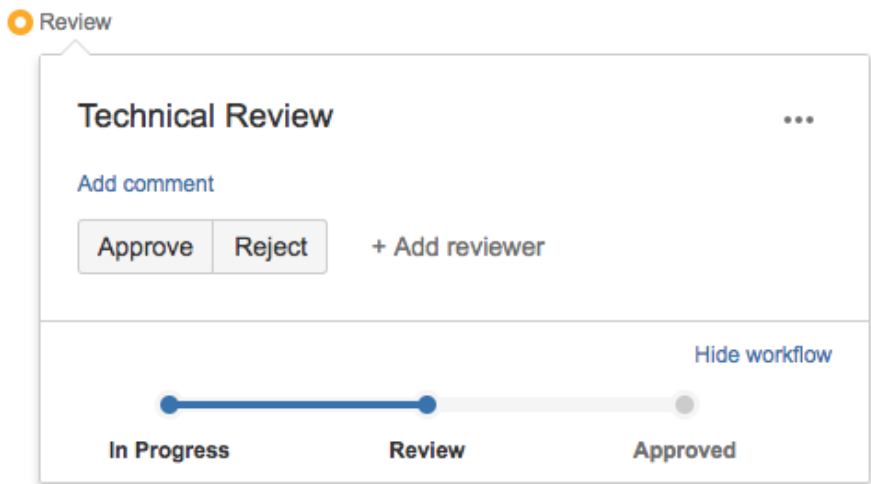 Review
Technical Review
Add comment
Approve Reject + Add reviewer
Hide workflow
In Progress Review Approved